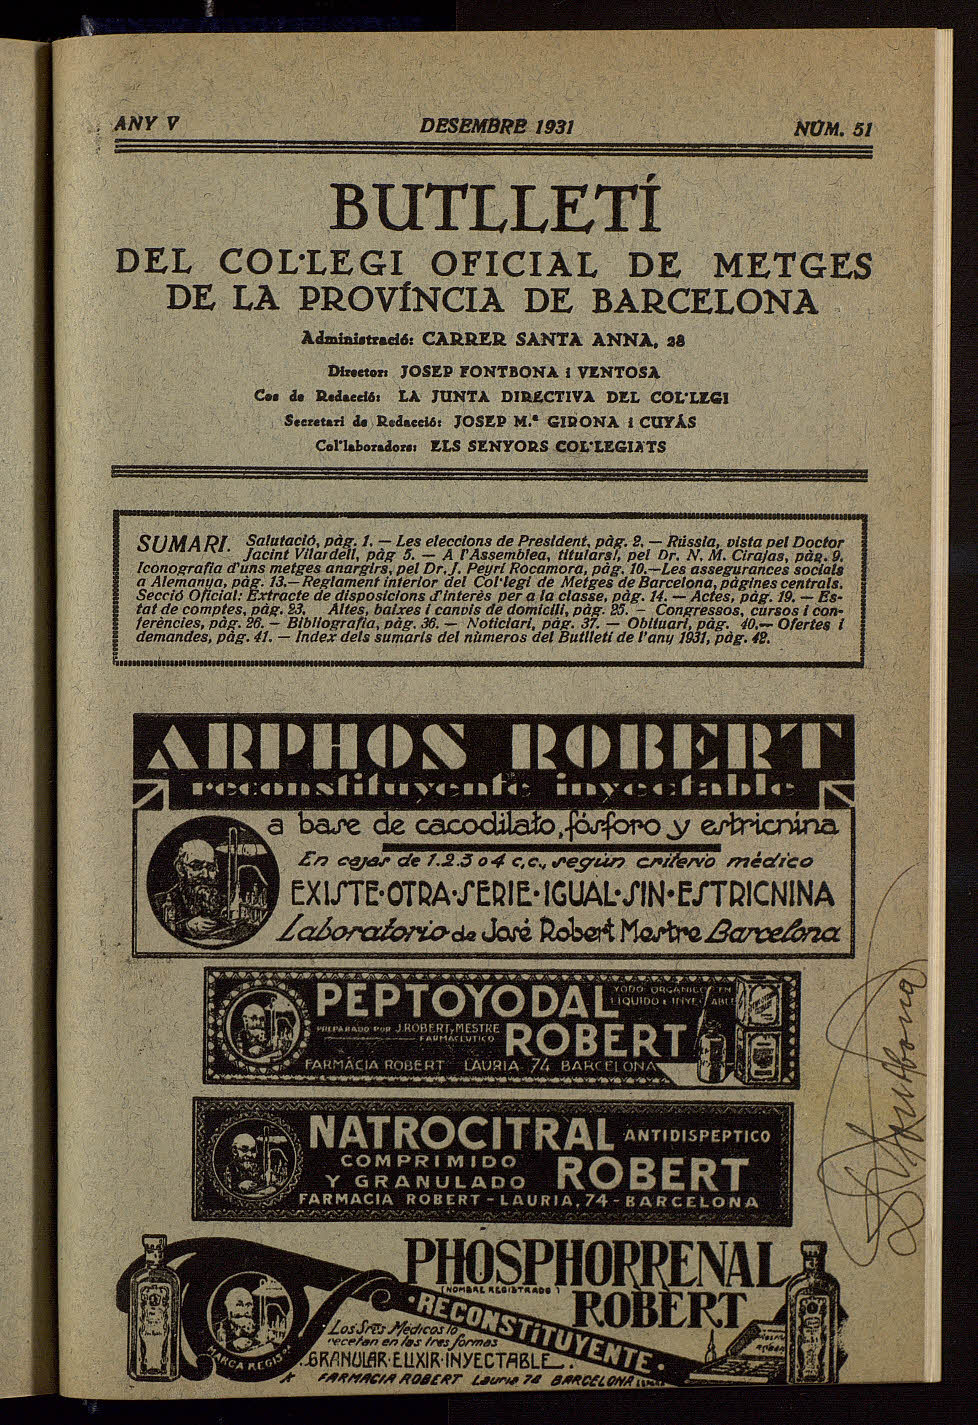 ANY V DESEMBRE 1931 NÚM. 51
BUTLLETÍ
DEL COL·LEGI OFICIAL DE METGES
DE LA PROVÍNCIA DE BARCELONA
Administració: CARRER SANTA ANNA, 28
Director: JOSEP FONTBONA i VENTOSA
Cos de Redacció: LA JUNTA DIRECTIVA DEL COL·LEGI
Secretari de Redacció: JOSEP M.ª GIRONA i CUYÀS
Col·laboradors: ELS SENYORS COL·LEGIATS
SUMARI. Salutació, pàg. 1. — Les eleccions de President, pàg. 2. — Rússia, vista pel Doctor
Jacint Vilardell, pàg 5. — A l'Assemblea, titulars!, pel Dr. N. M. Cirajas, pàg. 9.
Iconografia d'uns metges anargirs, pel Dr. J. Peyrí Rocamora, pàg. 10.—Les assegurances socials
a Alemanya, pàg. 13.—Reglament interior del Col·legi de Metges de Barcelona, pàgines centrals.
Secció Oficial: Extracte de disposicions d'interès per a la classe, pàg. 14. — Actes, pàg. 19. — Es-
tat de comptes, pàg. 23. Altes, baixes i canvis de domicili, pàg. 25. — Congressos, cursos i con-
ferències, pàg. 26. — Bibliografia, pàg. 36. — Noticiari, pàg. 37. — Obituari, pàg. 40.— Ofertes i
demandes, pàg. 41. — Index dels sumaris del números del Butlletí de l'any 1931, pàg. 42.
ARPHOS ROBERT
reconstituyente inyectable
a base de cacodilato, fósforo y estricnina
En cajas de 1.2.3 o 4 c.c., según criterio médico
EXISTE·OTRA·SERIE·IGUAL·SIN·ESTRICNINA
Laboratorio de José Robert Mestre Barcelona
PEPTOYODAL
YODO ORGANICO EN
LIQUIDO E INYECTABLE
PREPARADO POR J. ROBERT y MESTRE
FARMACEUTICO
ROBERT
FARMÀCIA ROBERT LAURIA 74 BARCELONA
NATROCITRAL ANTIDISPEPTICO
COMPRIMIDO
Y GRANULADO ROBERT
FARMACIA ROBERT - LAURIA, 74 - BARCELONA
PHOSPHORRENAL
(NOMBRE REGISTRADO)
ROBERT
·RECONSTITUYENTE·
Los Sres Médicos lo
recetan en las tres formas
GRANULAR·ELIXIR·INYECTABLE
MARCA REGISDA
FARMACIA ROBERT Lauria 74 BARCELONA